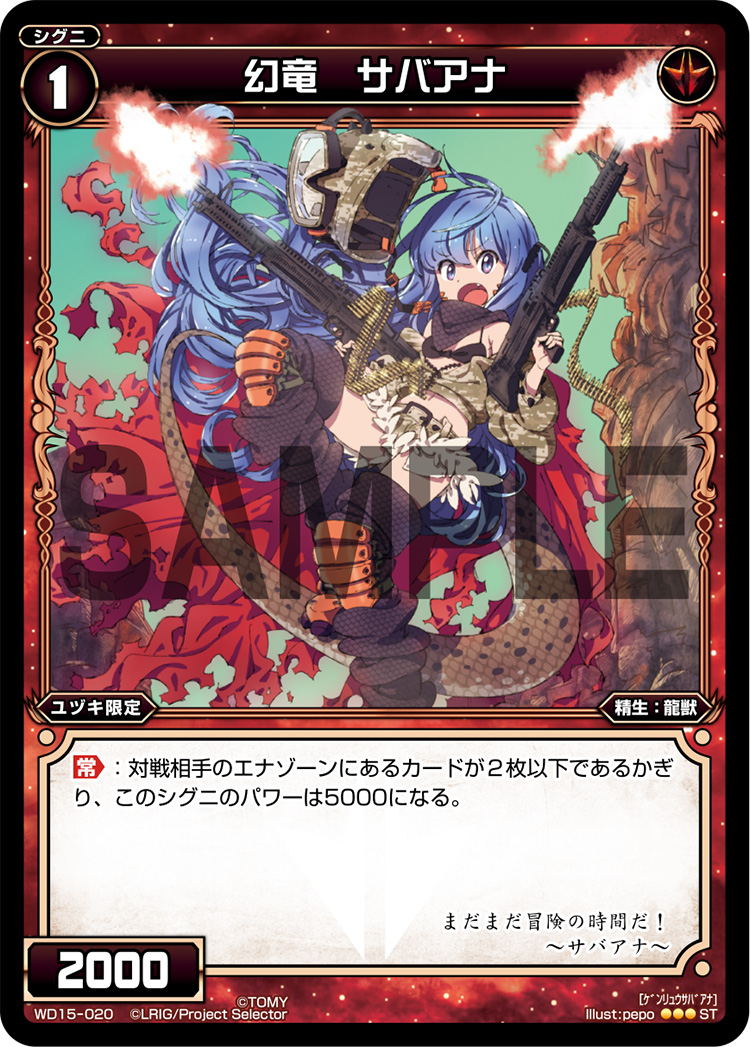 シグニ
1
幻竜　サバアナ
SAMPLE
ユヅキ限定
精生：龍獣
常：対戦相手のエナゾーンにあるカードが２枚以下であるかぎ
り、このシグニのパワーは5000になる。
まだまだ冒険の時間だ！
～サバアナ～
2000
©TOMY
[ｹﾞﾝﾘｭｳｻﾊﾞｱﾅ]
WD15-020 ©LRIG/Project Selector
Illust:pepo ST